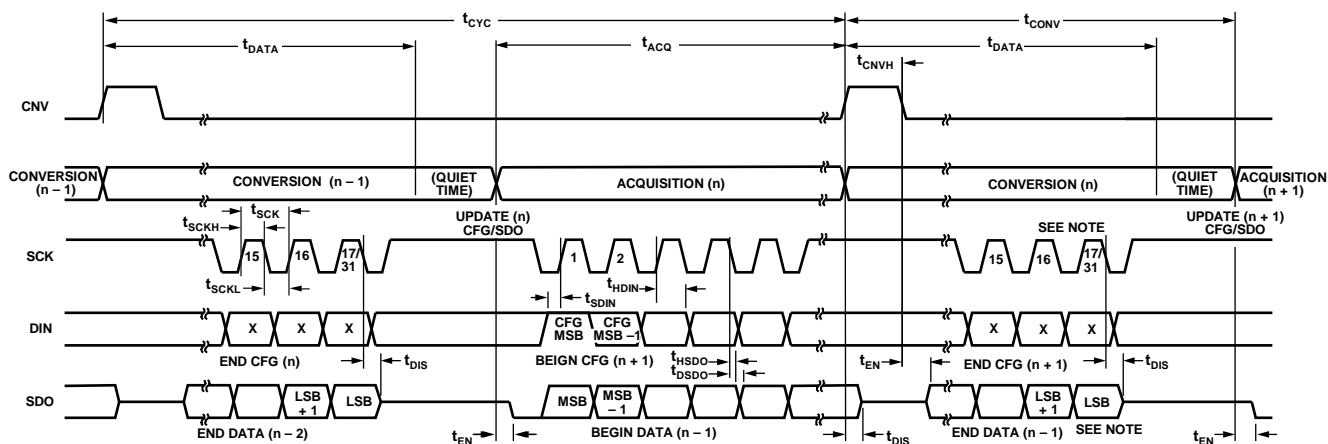 tCYC
tCONV
tDATA
tACQ
tDATA
tCNVH
CNV
CONVERSION
(n – 1)
CONVERSION (n – 1)
(QUIET
TIME)
ACQUISITION (n)
CONVERSION (n)
(QUIET
TIME)
ACQUISITION
(n + 1)
tSCK
tSCKH
UPDATE (n)
CFG/SDO
SEE NOTE
UPDATE (n + 1)
CFG/SDO
SCK
15
16
17/
31
1
2
15
16
17/
31
tSCKL
tHDIN
tSDIN
DIN
X
X
X
CFG
MSB
CFG
MSB –1
X
X
X
END CFG (n)
tDIS
BEIGN CFG (n + 1)
tHSDO
tDSDO
tEN
END CFG (n + 1)
tDIS
SDO
LSB
+ 1
LSB
MSB
MSB
–1
LSB
+ 1
LSB
END DATA (n – 2)
tEN
BEGIN DATA (n – 1)
tDIS
END DATA (n – 1)
SEE NOTE
tEN